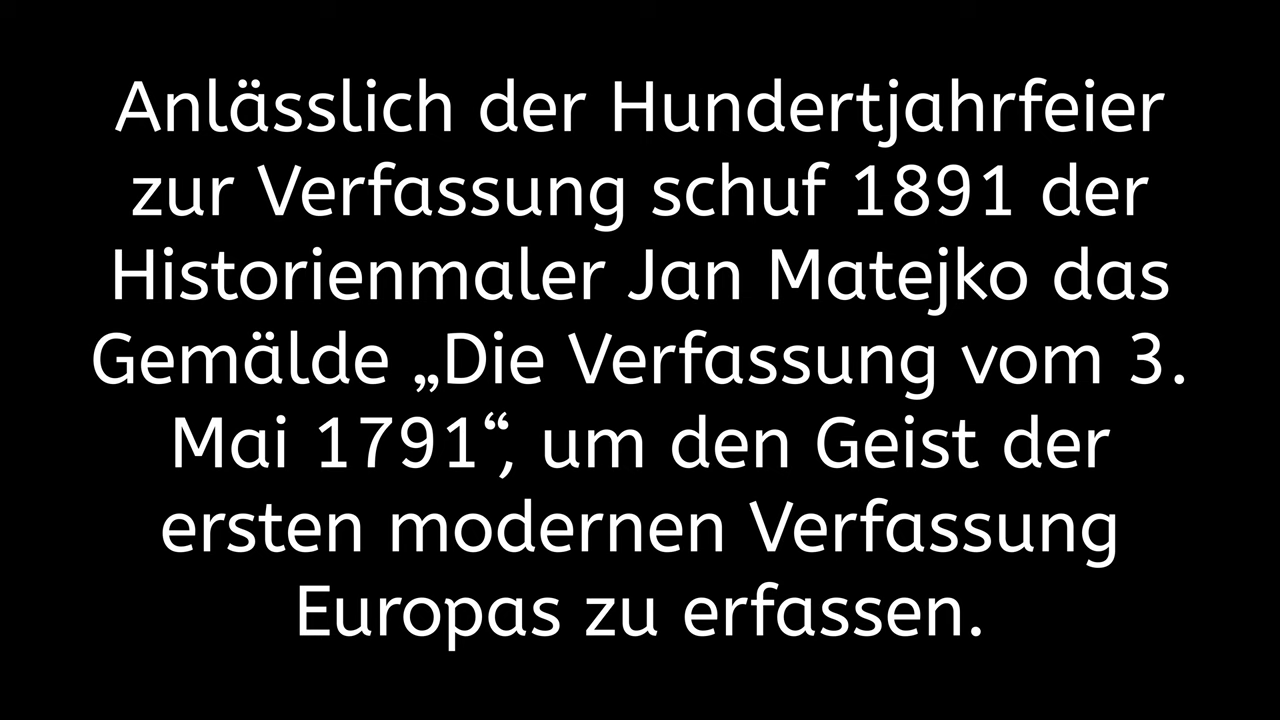 Anlässlich der Hundertjahrfeier
zur Verfassung schuf 1891 der
Historienmaler Jan Matejko das
Gemälde „Die Verfassung vom 3.
Mai 1791“, um den Geist der
ersten modernen Verfassung
Europas zu erfassen.